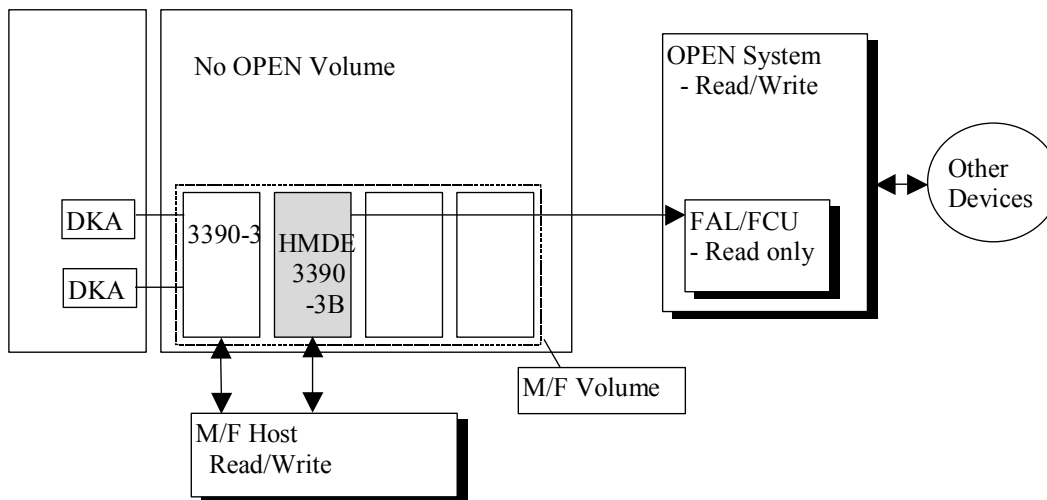 No OPEN Volume
OPEN System
- Read/Write
Other
Devices
DKA
3390-3
HMDE
3390
-3B
FAL/FCU
- Read only
DKA
M/F Volume
M/F Host
Read/Write